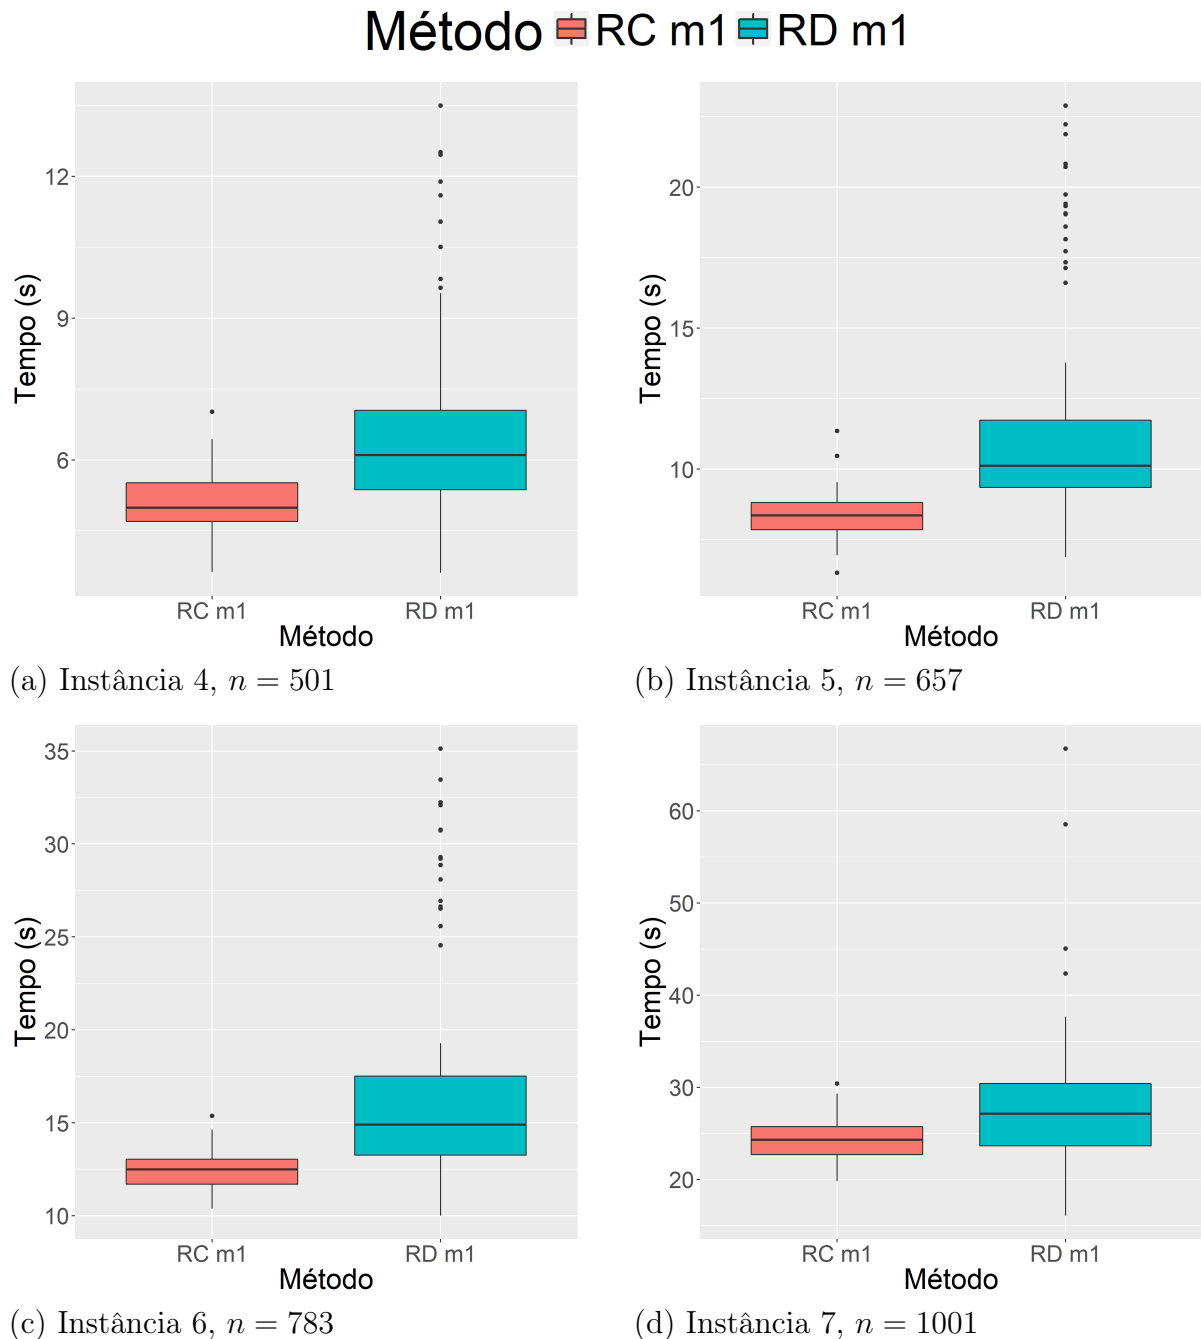 Método RC m1 RD m1
Tempo (s)
12
9
6
RC m1 RD m1
Método
(a) Instância 4, n = 501
Tempo (s)
20
15
10
RC m1 RD m1
Método
(b) Instância 5, n = 657
Tempo (s)
35
30
25
20
15
10
RC m1 RD m1
Método
(c) Instância 6, n = 783
Tempo (s)
60
50
40
30
20
RC m1 RD m1
Método
(d) Instância 7, n = 1001